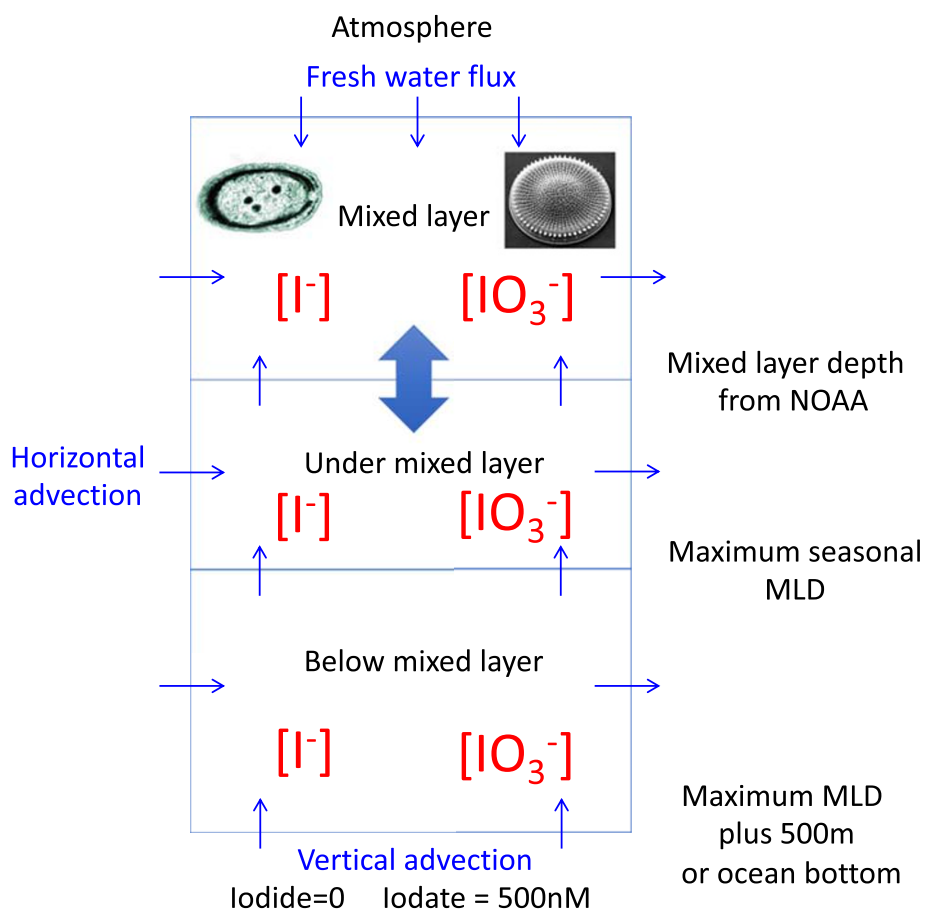 Atmosphere
Fresh water flux
Mixed layer
[I⁻] [IO₃⁻]
Mixed layer depth
from NOAA
Horizontal
advection
Under mixed layer
[I⁻] [IO₃⁻]
Maximum seasonal
MLD
Below mixed layer
[I⁻] [IO₃⁻]
Maximum MLD
plus 500m
or ocean bottom
Vertical advection
Iodide=0 Iodate = 500nM